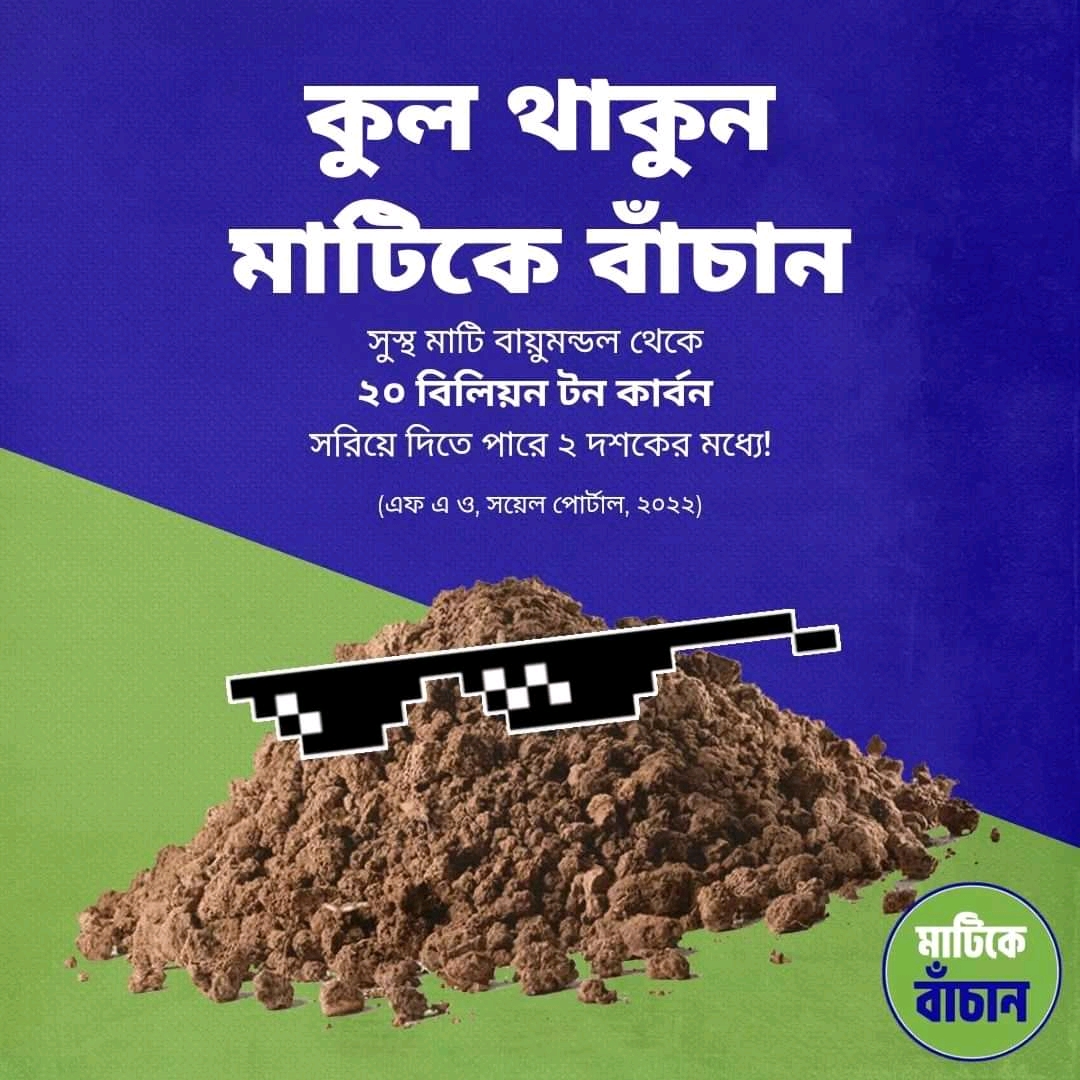 কুল থাকুন
মাটিকে বাঁচান
সুস্থ মাটি বায়ুমন্ডল থেকে
২০ বিলিয়ন টন কার্বন
সরিয়ে দিতে পারে ২ দশকের মধ্যে!
(এফ এ ও, সয়েল পোর্টাল, ২০২২)
মাটিকে
বাঁচান